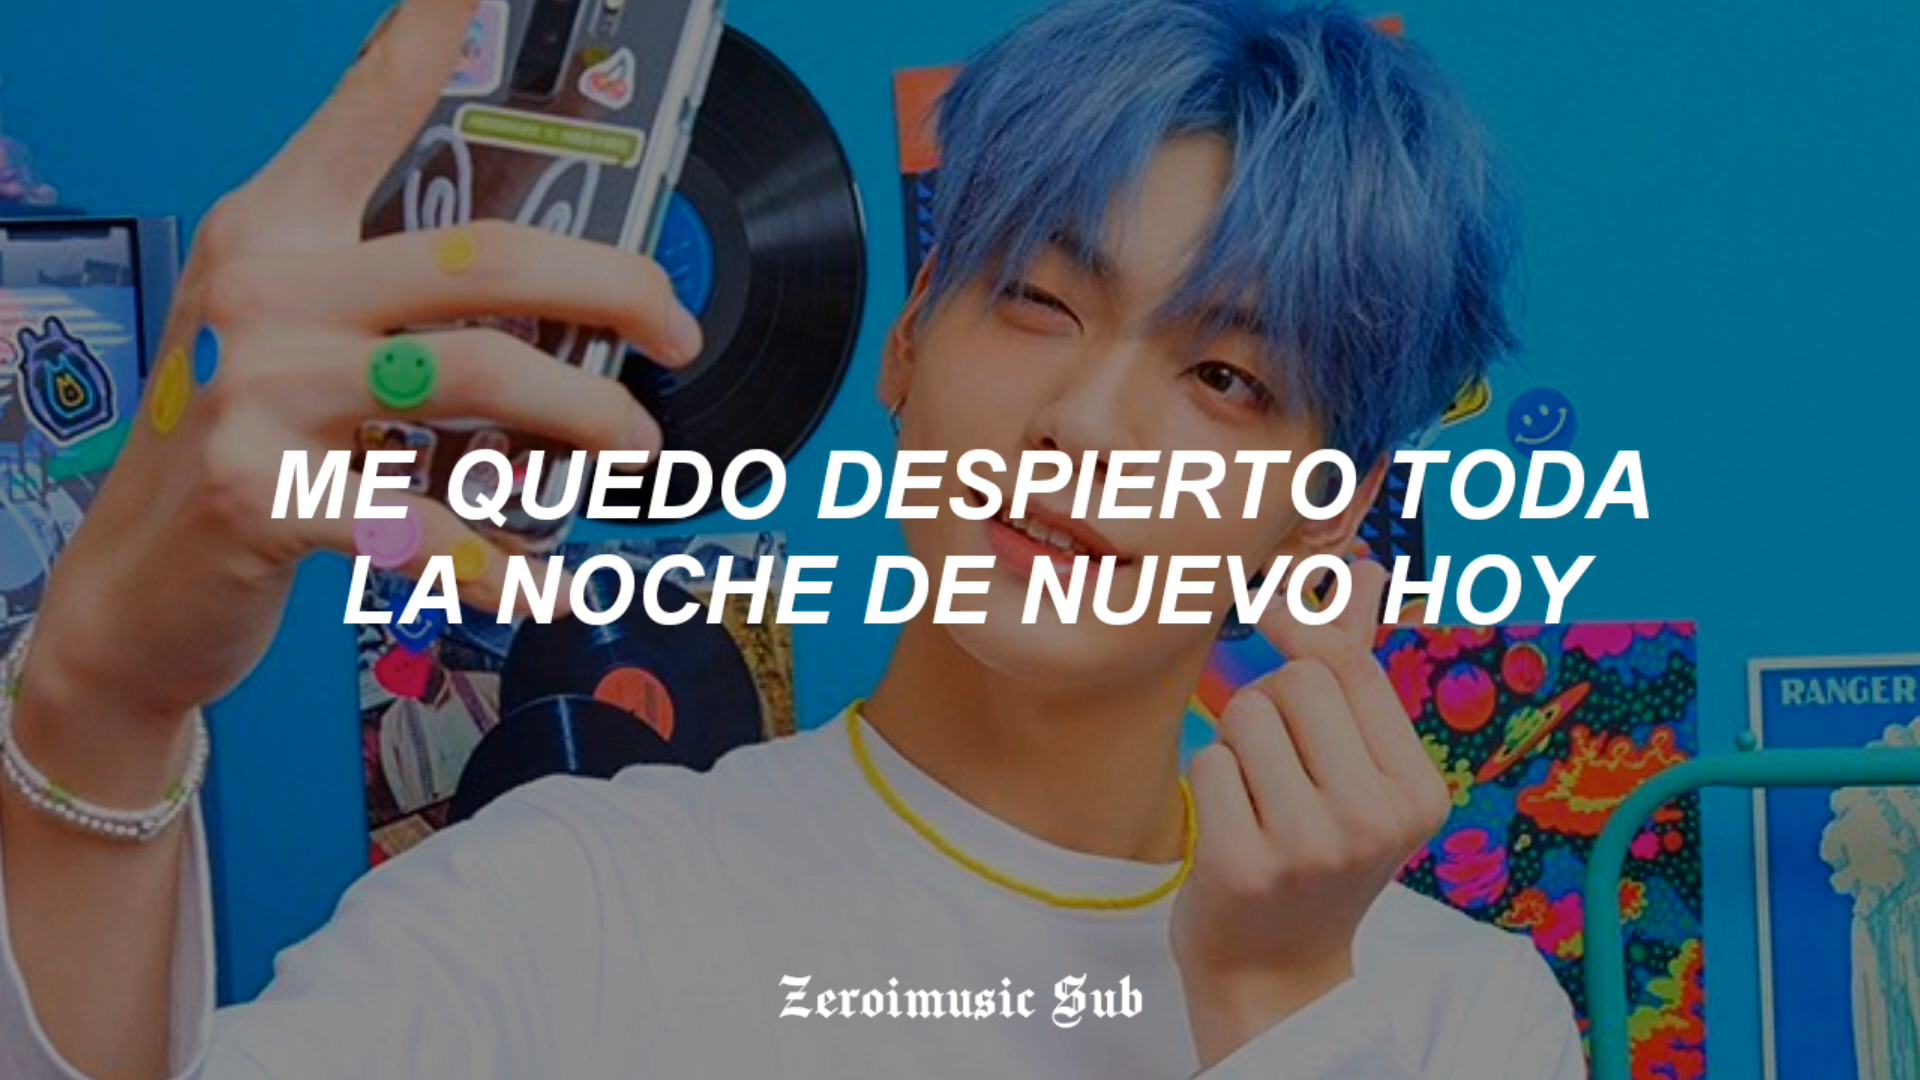 ME QUEDO DESPIERTO TODA
LA NOCHE DE NUEVO HOY
RANGER
Zeroimusic Sub